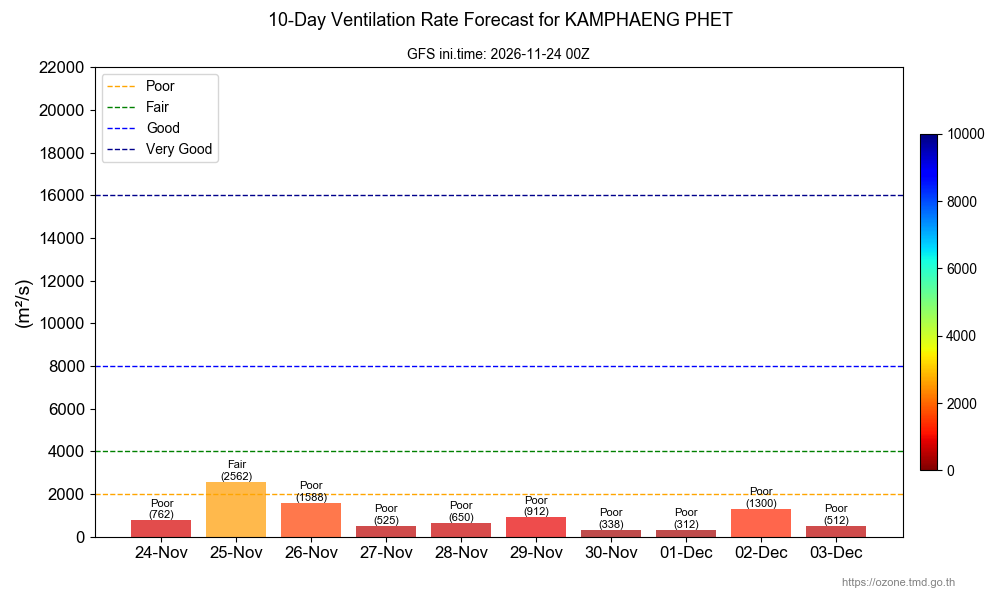 10-Day Ventilation Rate Forecast for KAMPHAENG PHET
GFS ini.time: 2026-11-24 00Z
(m²/s)
22000
20000
18000
16000
14000
12000
10000
8000
6000
4000
2000
0
Poor
Fair
Good
Very Good
Poor
(762)
Fair
(2562)
Poor
(1588)
Poor
(525)
Poor
(650)
Poor
(912)
Poor
(338)
Poor
(312)
Poor
(1300)
Poor
(512)
24-Nov 25-Nov 26-Nov 27-Nov 28-Nov 29-Nov 30-Nov 01-Dec 02-Dec 03-Dec
10000
8000
6000
4000
2000
0
https://ozone.tmd.go.th